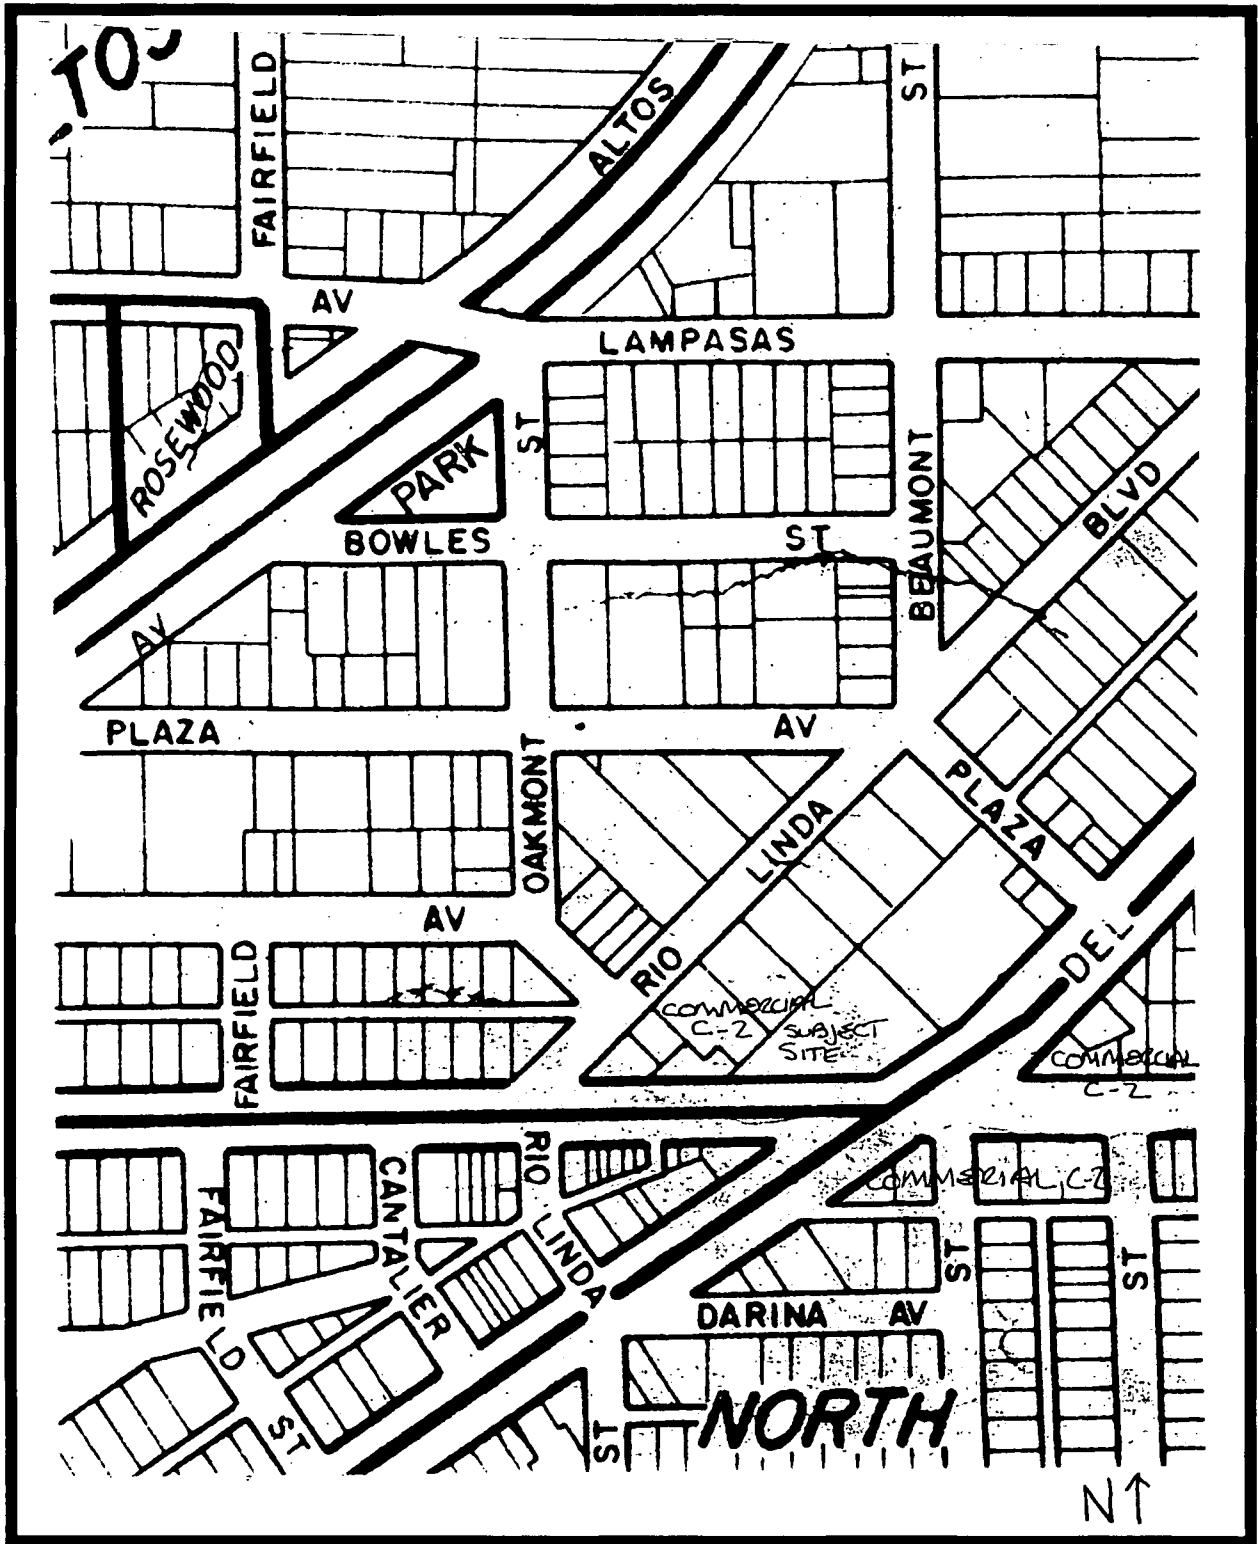 TOS
FAIRFIELD
ALTOS
ST
AV
LAMPASAS
ROSEWOOD
ST
PARK
BEAUMONT
BLVD
BOWLES
ST
AV
PLAZA
AV
OAKMONT
PLAZA
LINDA
AV
RIO
DEL
FAIRFIELD
COMMERCIAL
C-2
SUBJECT
SITE
COMMERCIAL
C-2
RIO
CANTALIER
COMMERIAL, C-2
FAIRFIELD
LINDA
ST
ST
DARINA AV
ST
ST
NORTH
N